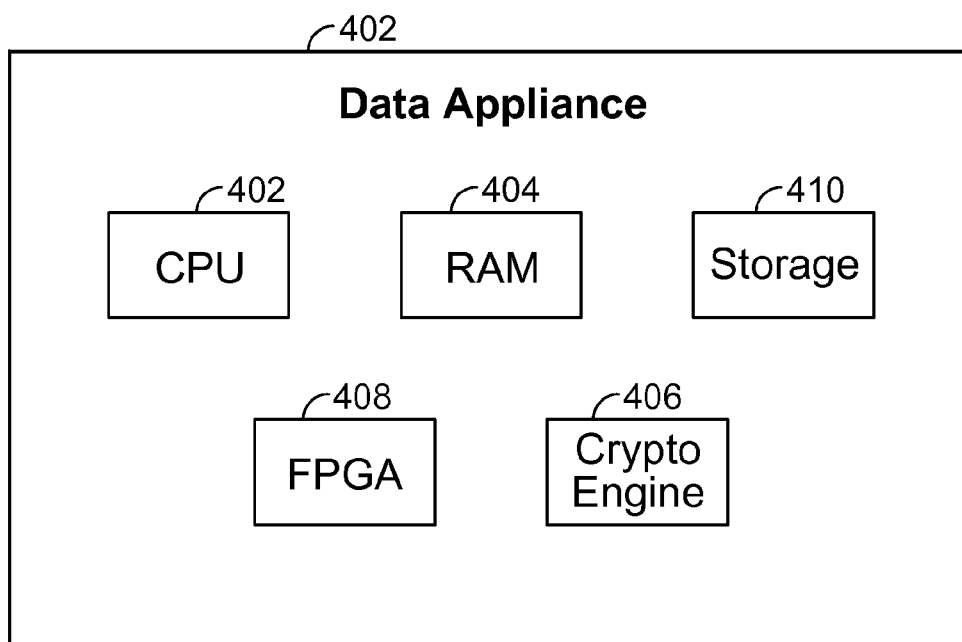 402
Data Appliance
402 404 410
CPU RAM Storage
408 406
FPGA Crypto
Engine